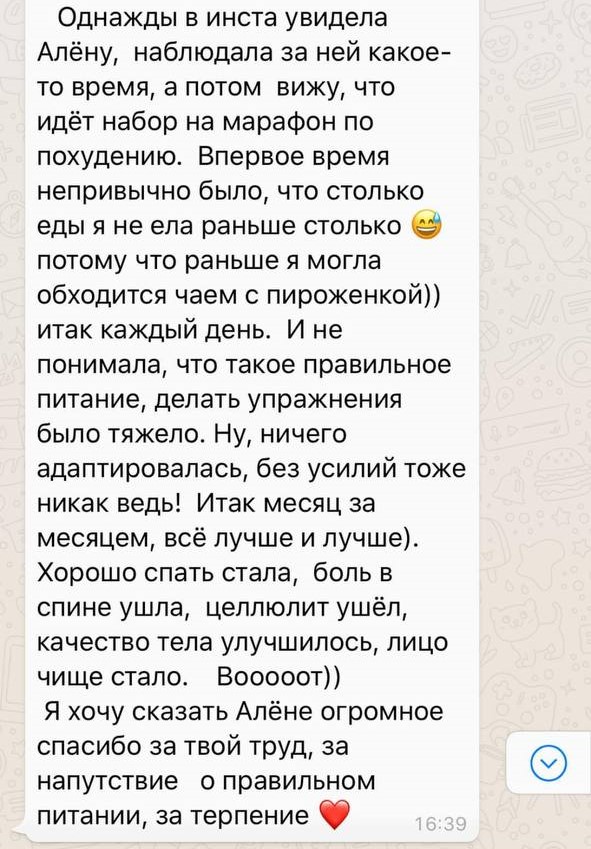 Однажды в инста увидела
Алёну, наблюдала за ней какое-
то время, а потом вижу, что
идёт набор на марафон по
похудению. Впервое время
непривычно было, что столько
еды я не ела раньше столько 😅
потому что раньше я могла
обходится чаем с пироженкой))
итак каждый день. И не
понимала, что такое правильное
питание, делать упражнения
было тяжело. Ну, ничего
адаптировалась, без усилий тоже
никак ведь! Итак месяц за
месяцем, всё лучше и лучше).
Хорошо спать стала, боль в
спине ушла, целлюлит ушёл,
качество тела улучшилось, лицо
чище стало. Вооооот))
Я хочу сказать Алёне огромное
спасибо за твой труд, за
напутствие о правильном
питании, за терпение ❤️
16:39